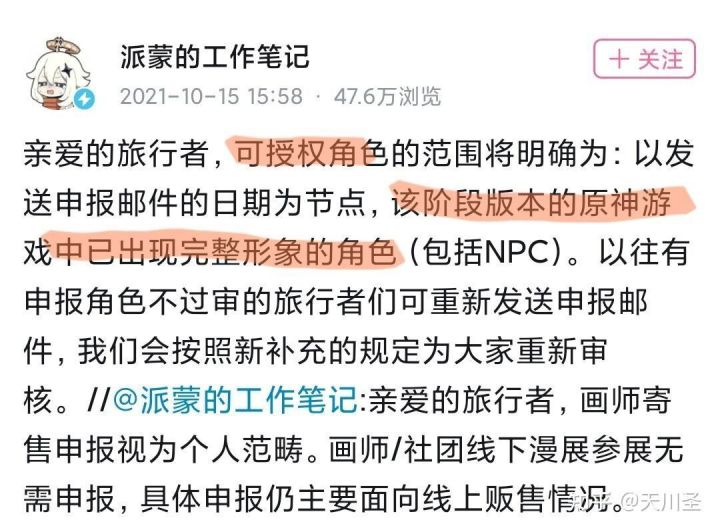 派蒙的工作笔记
+ 关注
2021-10-15 15:58 · 47.6万浏览
亲爱的旅行者，可授权角色的范围将明确为：以发
送申报邮件的日期为节点，该阶段版本的原神游
戏中已出现完整形象的角色（包括NPC）。以往有
申报角色不过审的旅行者们可重新发送申报邮
件，我们会按照新补充的规定为大家重新审
核。//@派蒙的工作笔记:亲爱的旅行者，画师寄
售申报视为个人范畴。画师/社团线下漫展参展无
需申报，具体申报仍主要面向线上贩售情况。
知乎 @天川圣